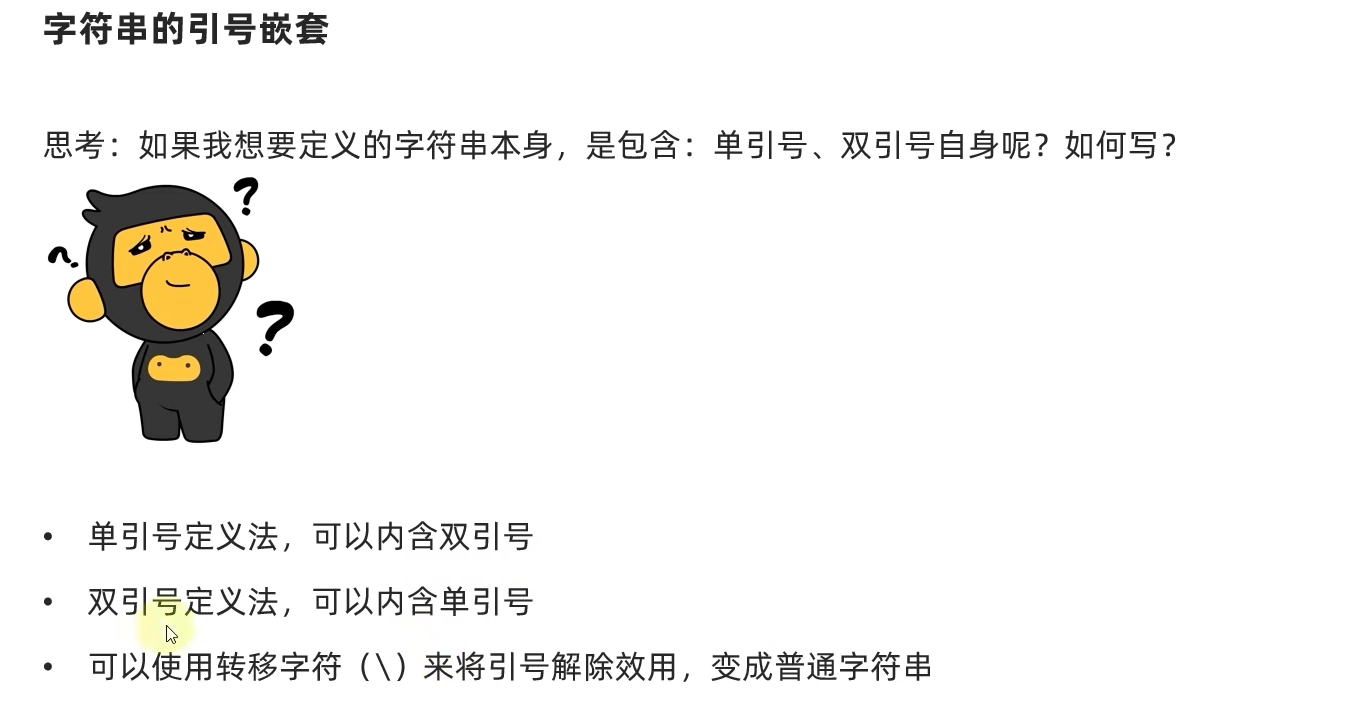 字符串的引号嵌套
思考：如果我想要定义的字符串本身，是包含：单引号、双引号自身呢？如何写？
? ? ?
• 单引号定义法，可以内含双引号
• 双引号定义法，可以内含单引号
• 可以使用转移字符（\）来将引号解除效用，变成普通字符串